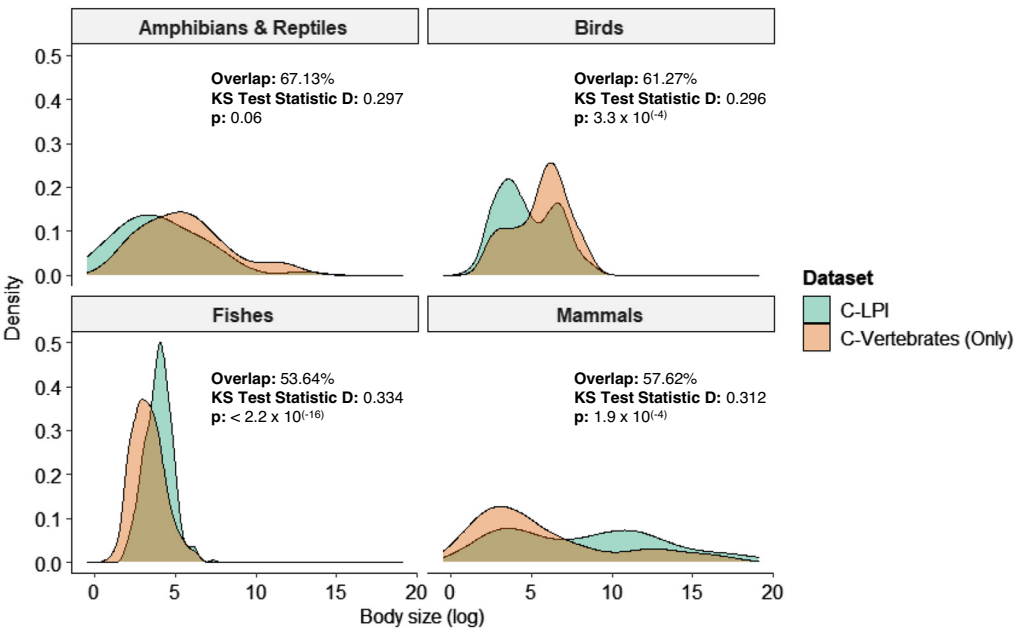 Amphibians & Reptiles
Birds
Overlap: 67.13%
KS Test Statistic D: 0.297
p: 0.06
Overlap: 61.27%
KS Test Statistic D: 0.296
p: 3.3 x 10(-4)
0.5
0.4
0.3
0.2
0.1
0.0
Fishes
Mammals
Overlap: 53.64%
KS Test Statistic D: 0.334
p: < 2.2 x 10(-16)
Overlap: 57.62%
KS Test Statistic D: 0.312
p: 1.9 x 10(-4)
0.5
0.4
0.3
0.2
0.1
0.0
0 5 10 15 20
0 5 10 15 20
Body size (log)
Density
Dataset
C-LPI
C-Vertebrates (Only)